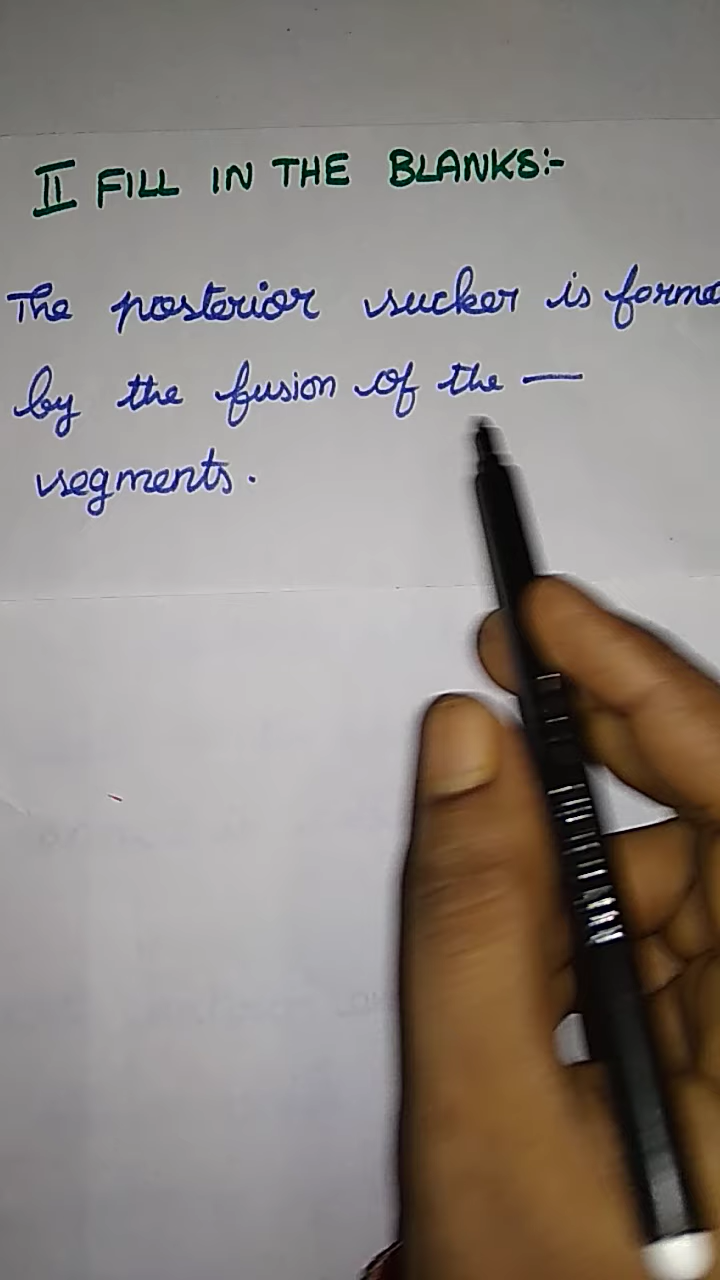 II FILL IN THE BLANKS:-
The posterior sucker is forme
by the fusion of the —
segments.